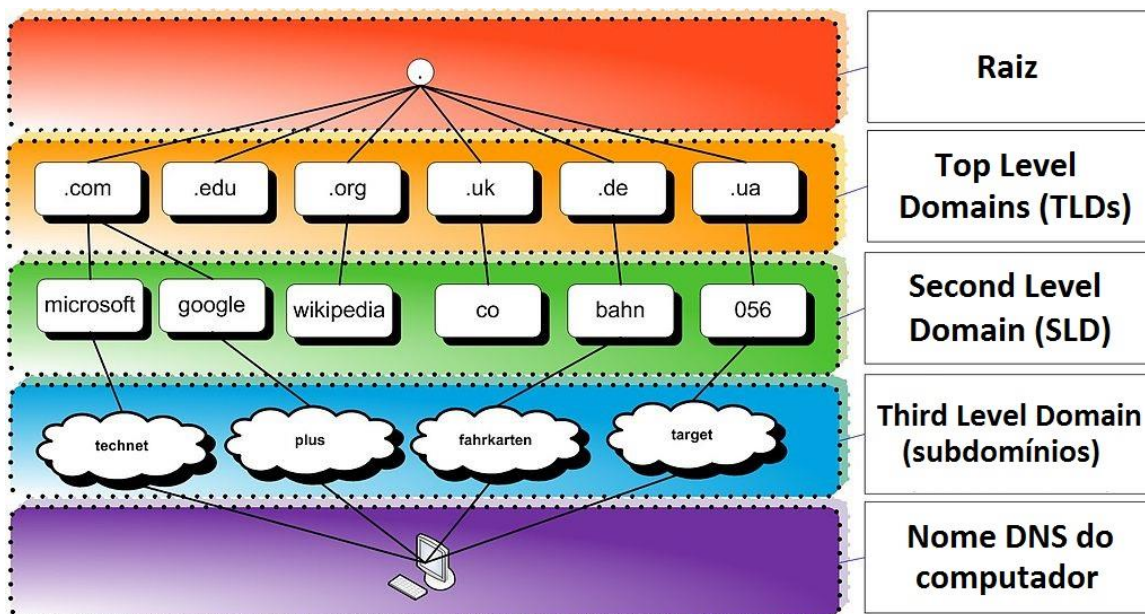 .
Raiz
.com .edu .org .uk .de .ua
Top Level
Domains (TLDs)
microsoft google wikipedia co bahn 056
Second Level
Domain (SLD)
technet plus fahrkarten target
Third Level Domain
(subdomínios)
Nome DNS do
computador